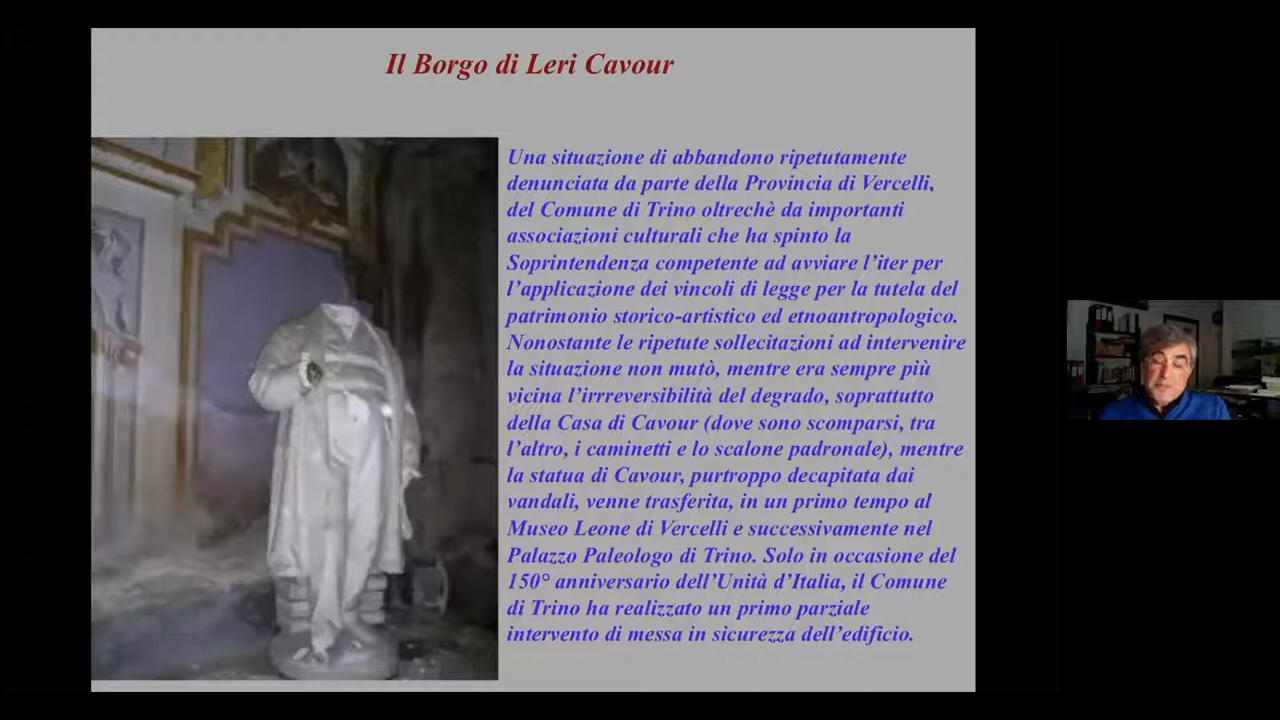 Il Borgo di Leri Cavour
Una situazione di abbandono ripetutamente
denunciata da parte della Provincia di Vercelli,
del Comune di Trino oltrechè da importanti
associazioni culturali che ha spinto la
Soprintendenza competente ad avviare l'iter per
l'applicazione dei vincoli di legge per la tutela del
patrimonio storico-artistico ed etnoantropologico.
Nonostante le ripetute sollecitazioni ad intervenire
la situazione non mutò, mentre era sempre più
vicina l'irrreversibilità del degrado, soprattutto
della Casa di Cavour (dove sono scomparsi, tra
l'altro, i caminetti e lo scalone padronale), mentre
la statua di Cavour, purtroppo decapitata dai
vandali, venne trasferita, in un primo tempo al
Museo Leone di Vercelli e successivamente nel
Palazzo Paleologo di Trino. Solo in occasione del
150° anniversario dell'Unità d'Italia, il Comune
di Trino ha realizzato un primo parziale
intervento di messa in sicurezza dell'edificio.